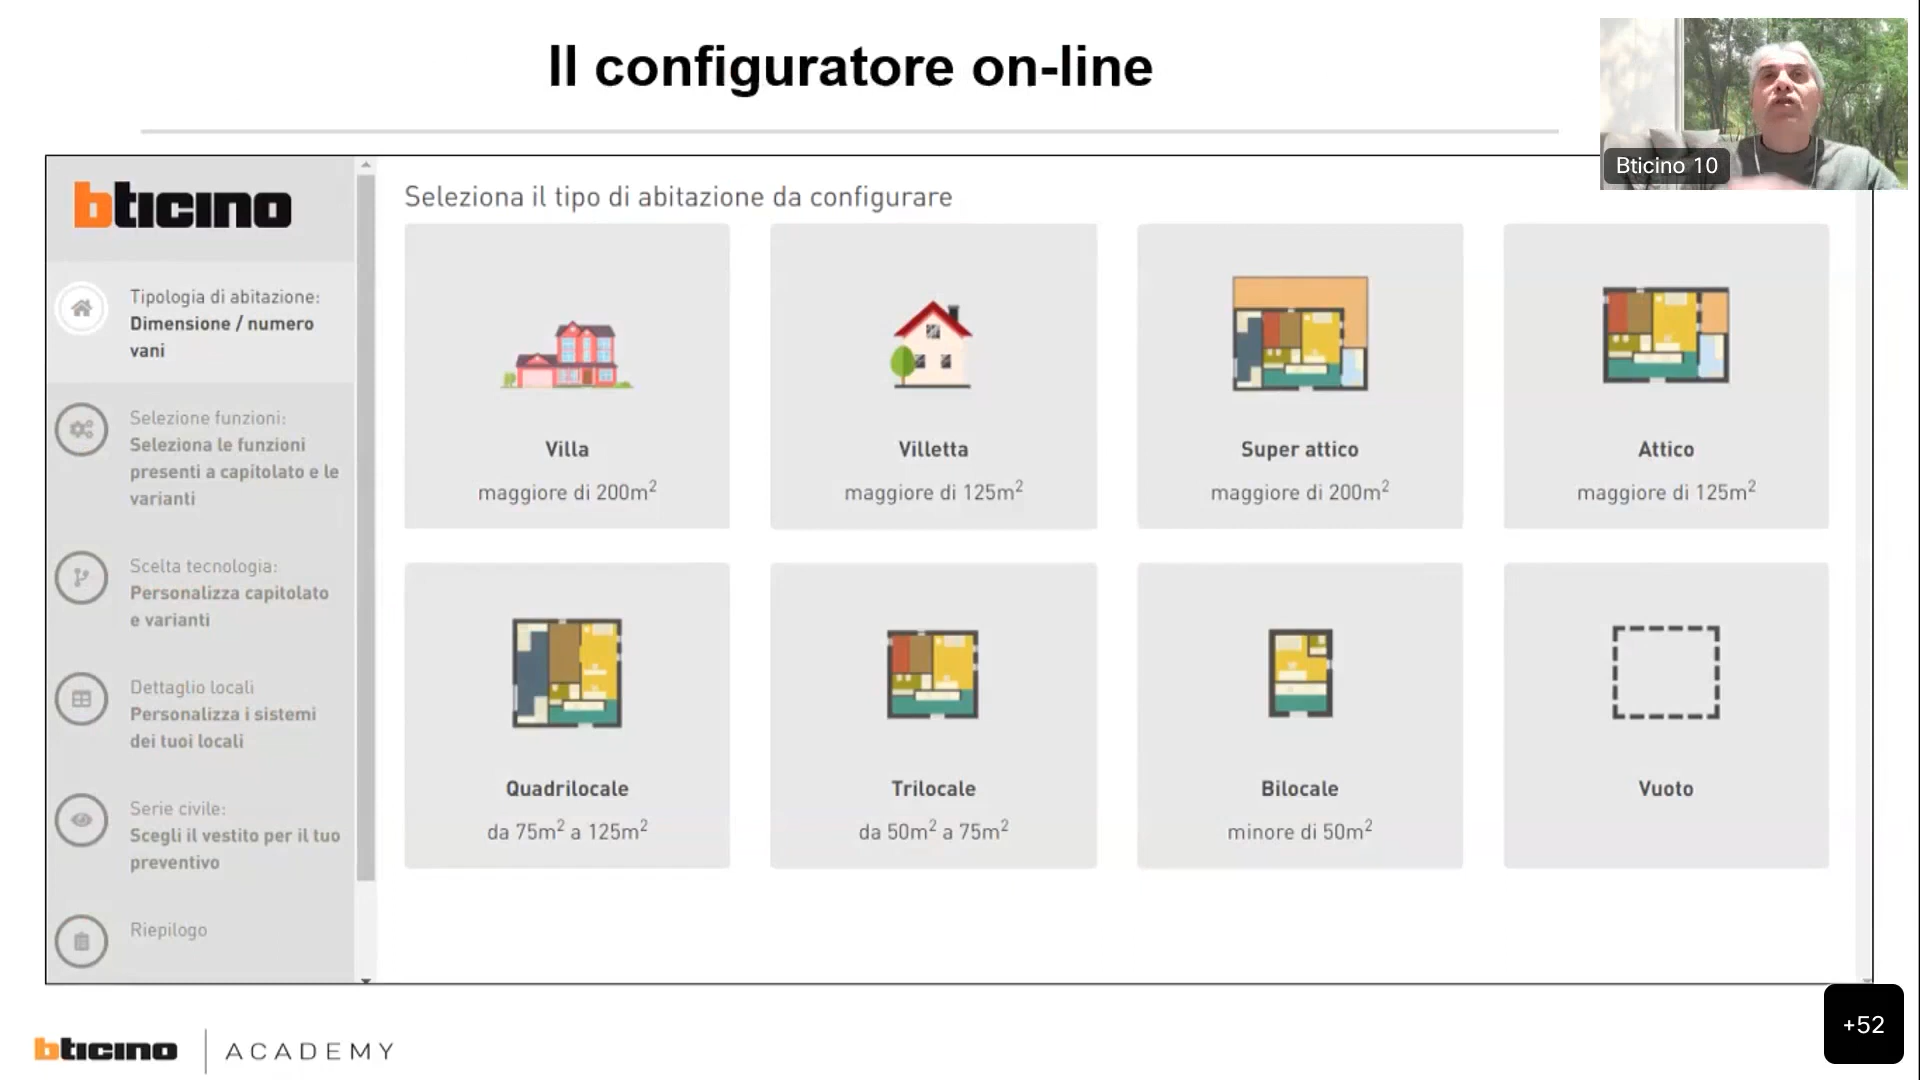 Il configuratore on-line
Bticino 10
bticino
Tipologia di abitazione:
Dimensione / numero
vani
Selezione funzioni:
Seleziona le funzioni
presenti a capitolato e le
varianti
Scelta tecnologia:
Personalizza capitolato
e varianti
Dettaglio locali
Personalizza i sistemi
dei tuoi locali
Serie civile:
Scegli il vestito per il tuo
preventivo
Riepilogo
Seleziona il tipo di abitazione da configurare
Villa
maggiore di 200m²
Villetta
maggiore di 125m²
Super attico
maggiore di 200m²
Attico
maggiore di 125m²
Quadrilocale
da 75m² a 125m²
Trilocale
da 50m² a 75m²
Bilocale
minore di 50m²
Vuoto
bticino ACADEMY
+52